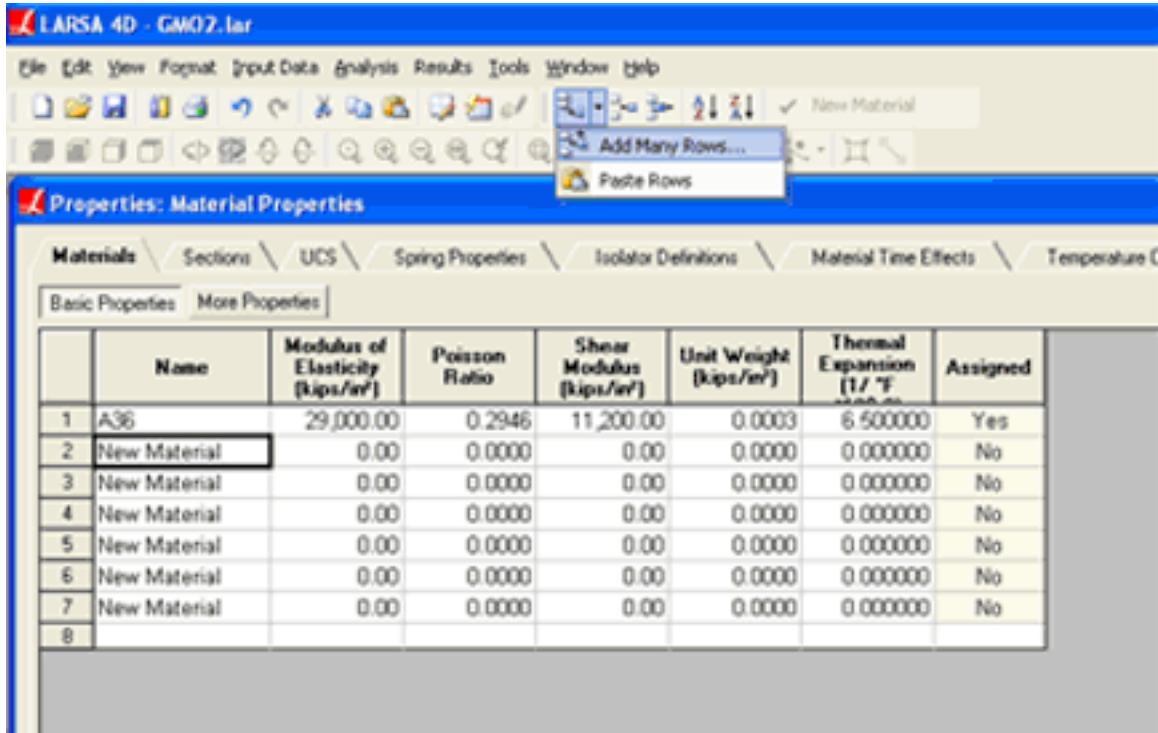 LARSA 4D - GMO2.lar
File Edit View Format Input Data Analysis Results Tools Window Help
New Material
Add Many Rows...
Paste Rows
Properties: Material Properties
Materials Sections UCS Spring Properties Isolator Definitions Material Time Effects Temperature
Basic Properties More Properties
Name Modulus of Elasticity (kips/in²) Poisson Ratio Shear Modulus (kips/in²) Unit Weight Thermal Expansion (1/ °F Assigned
1 A36 29,000.00 0.2946 11,200.00 0.0003 6.500000 Yes
2 New Material 0.00 0.0000 0.00 0.0000 0.000000 No
3 New Material 0.00 0.0000 0.00 0.0000 0.000000 No
4 New Material 0.00 0.0000 0.00 0.0000 0.000000 No
5 New Material 0.00 0.0000 0.00 0.0000 0.000000 No
6 New Material 0.00 0.0000 0.00 0.0000 0.000000 No
7 New Material 0.00 0.0000 0.00 0.0000 0.000000 No
8